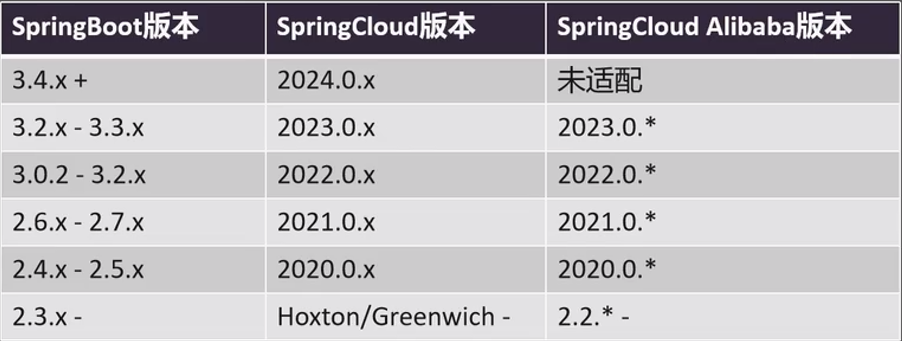 SpringBoot版本 SpringCloud版本 SpringCloud Alibaba版本
3.4.x + 2024.0.x 未适配
3.2.x - 3.3.x 2023.0.x 2023.0.*
3.0.2 - 3.2.x 2022.0.x 2022.0.*
2.6.x - 2.7.x 2021.0.x 2021.0.*
2.4.x - 2.5.x 2020.0.x 2020.0.*
2.3.x - Hoxton/Greenwich - 2.2.* -